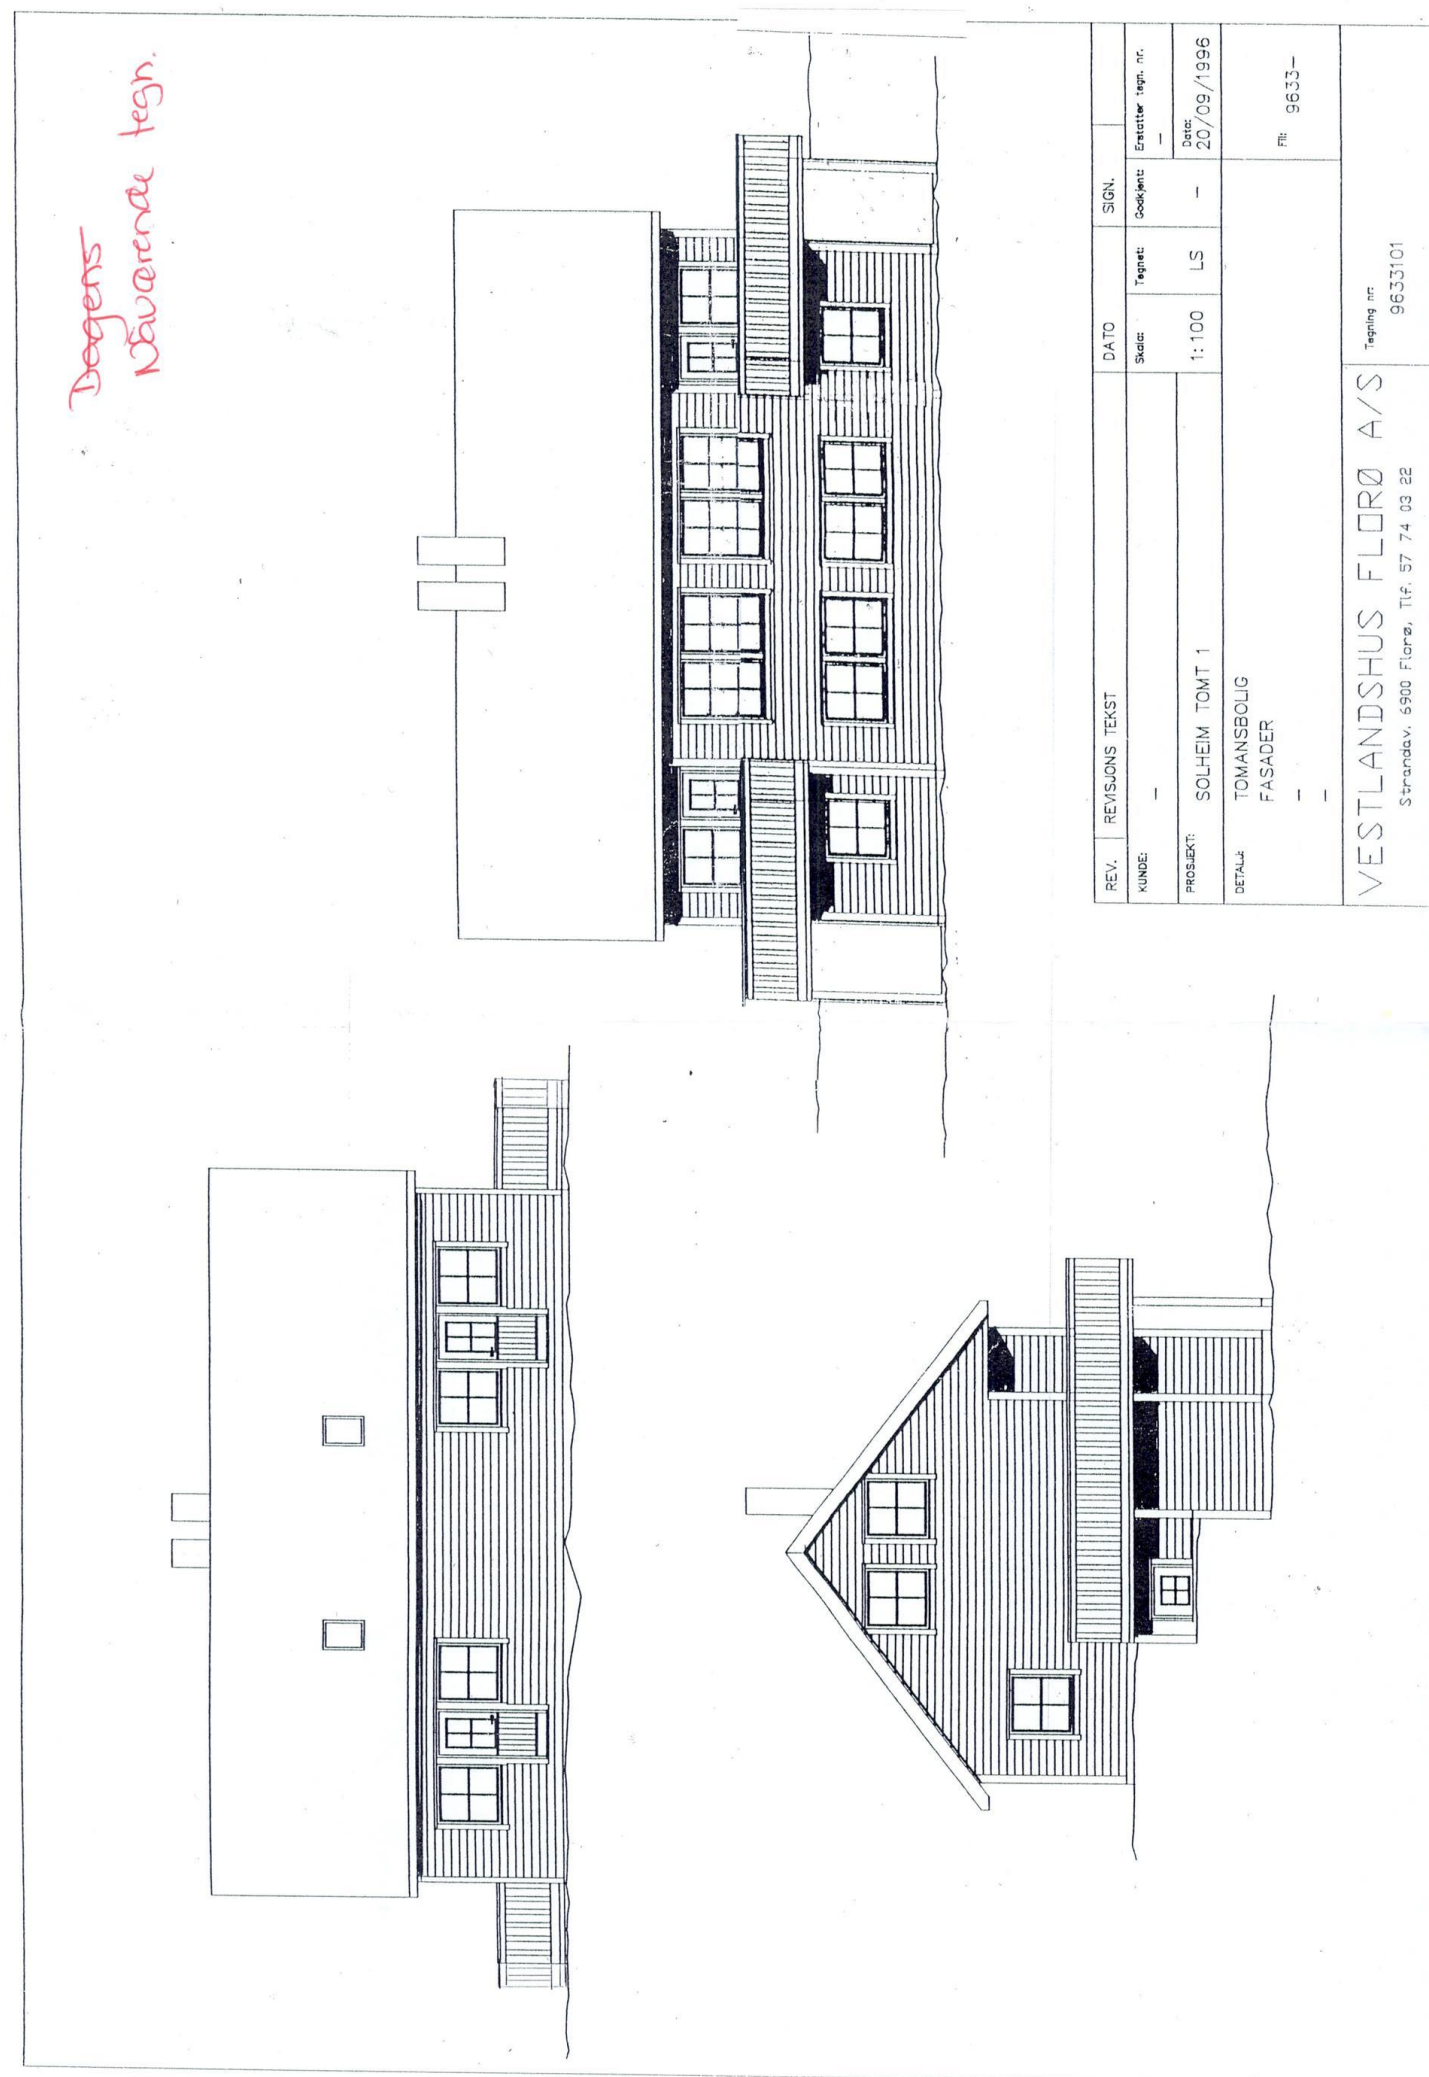 Dagens
Nåværende tegn.
REV.
REVISJONS TEKST
DATO
SIGN.
KUNDE:
–
Skala:
1:100
Tegnet:
LS
Godkjent:
–
Erstatter tegn. nr.
–
Dato:
20/09/1996
PROSJEKT:
SOLHEIM TOMT 1
DETALJ:
TOMANSBOLIG
FASADER
–
–
Fil:
9633–
VESTLANDSHUS FLORØ A/S
Strandav. 6900 Florø, Tlf. 57 74 03 22
Tegning nr:
9633101